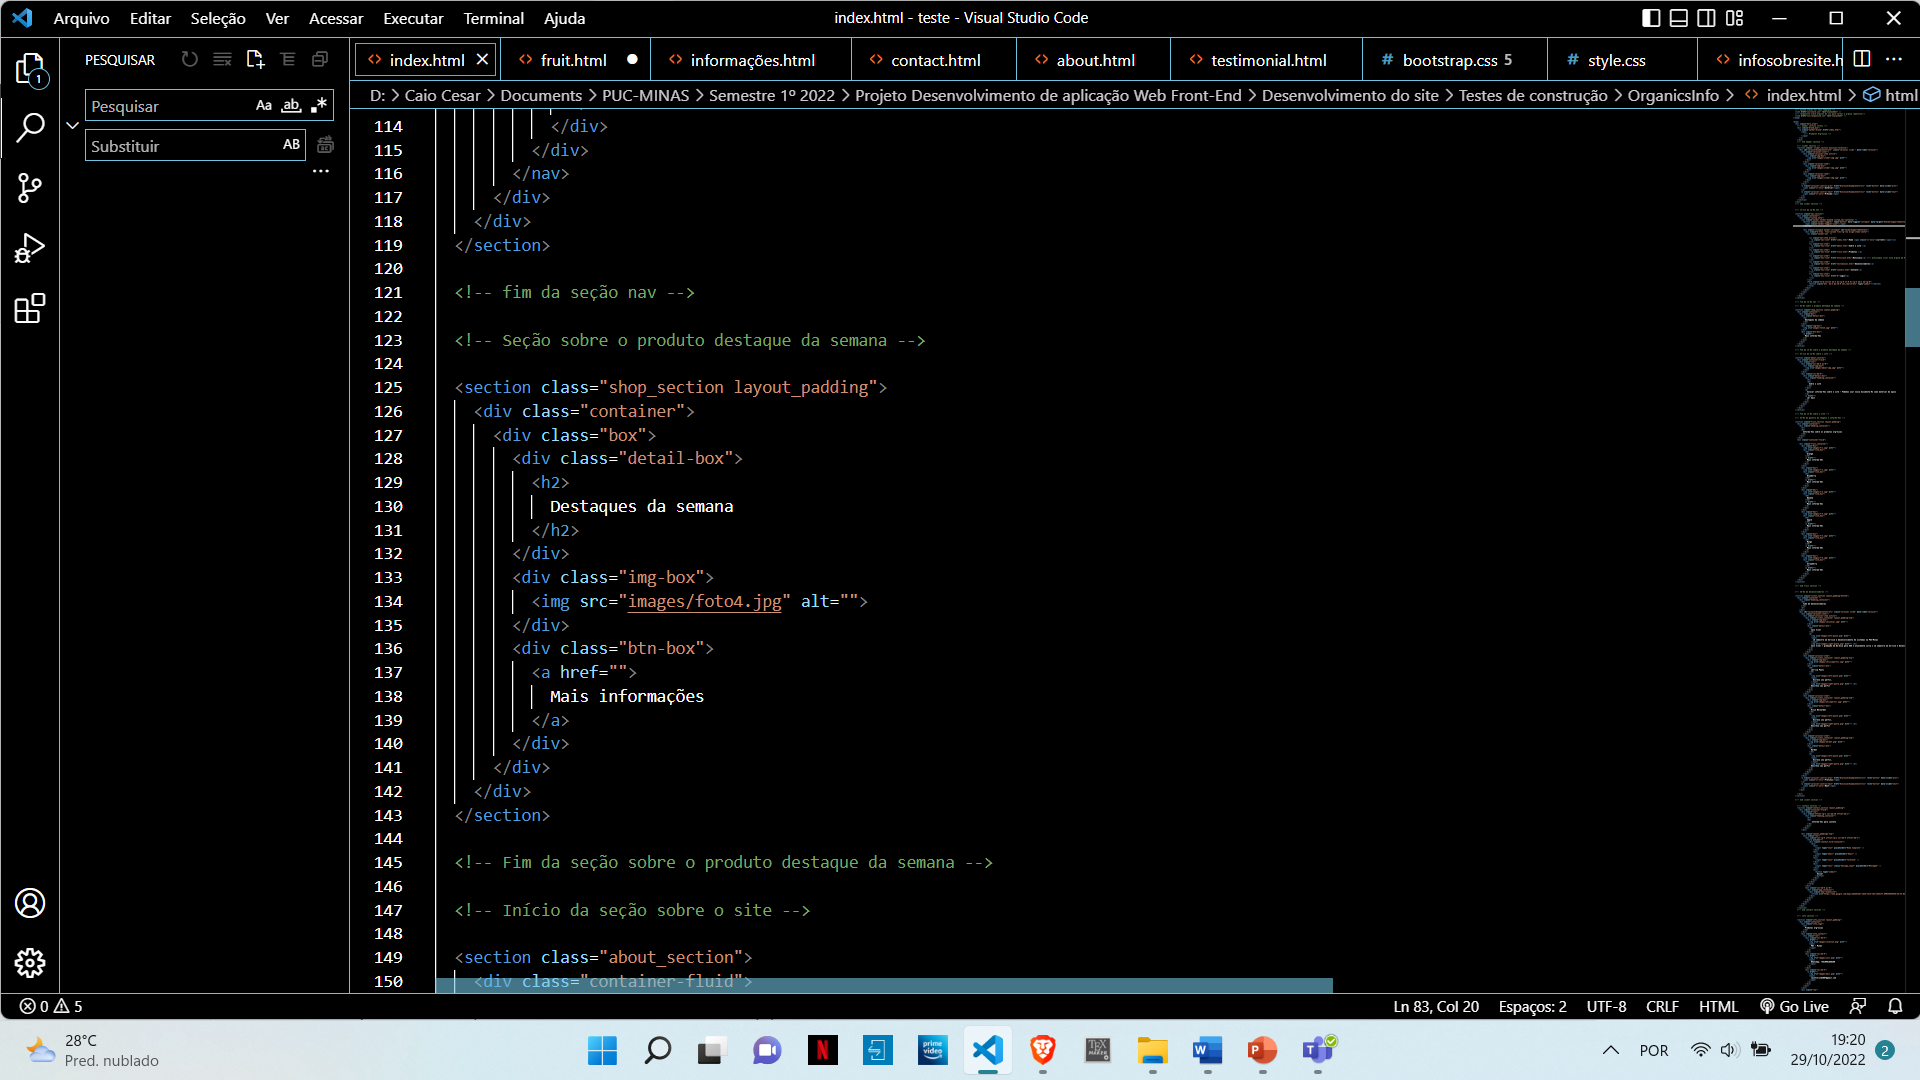 Arquivo Editar Seleção Ver Acessar Executar Terminal Ajuda
index.html - teste - Visual Studio Code
1
PESQUISAR
Pesquisar Aa ab .*
Substituir AB
...
index.html
fruit.html
informações.html
contact.html
about.html
testimonial.html
# bootstrap.css 5
# style.css
infosobresite.h
D: > Caio Cesar > Documents > PUC-MINAS > Semestre 1º 2022 > Projeto Desenvolvimento de aplicação Web Front-End > Desenvolvimento do site > Testes de construção > OrganicsInfo > index.html > html
114 </div>
115 </div>
116 </nav>
117 </div>
118 </div>
119 </section>
120
121 <!-- fim da seção nav -->
122
123 <!-- Seção sobre o produto destaque da semana -->
124
125 <section class="shop_section layout_padding">
126 <div class="container">
127 <div class="box">
128 <div class="detail-box">
129 <h2>
130 Destaques da semana
131 </h2>
132 </div>
133 <div class="img-box">
134 <img src="images/foto4.jpg" alt="">
135 </div>
136 <div class="btn-box">
137 <a href="">
138 Mais informações
139 </a>
140 </div>
141 </div>
142 </div>
143 </section>
144
145 <!-- Fim da seção sobre o produto destaque da semana -->
146
147 <!-- Início da seção sobre o site -->
148
149 <section class="about_section">
150 <div class="container-fluid">
0 5
Ln 83, Col 20 Espaços: 2 UTF-8 CRLF HTML Go Live
28°C
Pred. nublado
N
prime video
TEX MAKER
W
P
T
POR
19:20
29/10/2022
2